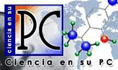 Ciencia en su
PC
Ciencia en su PC